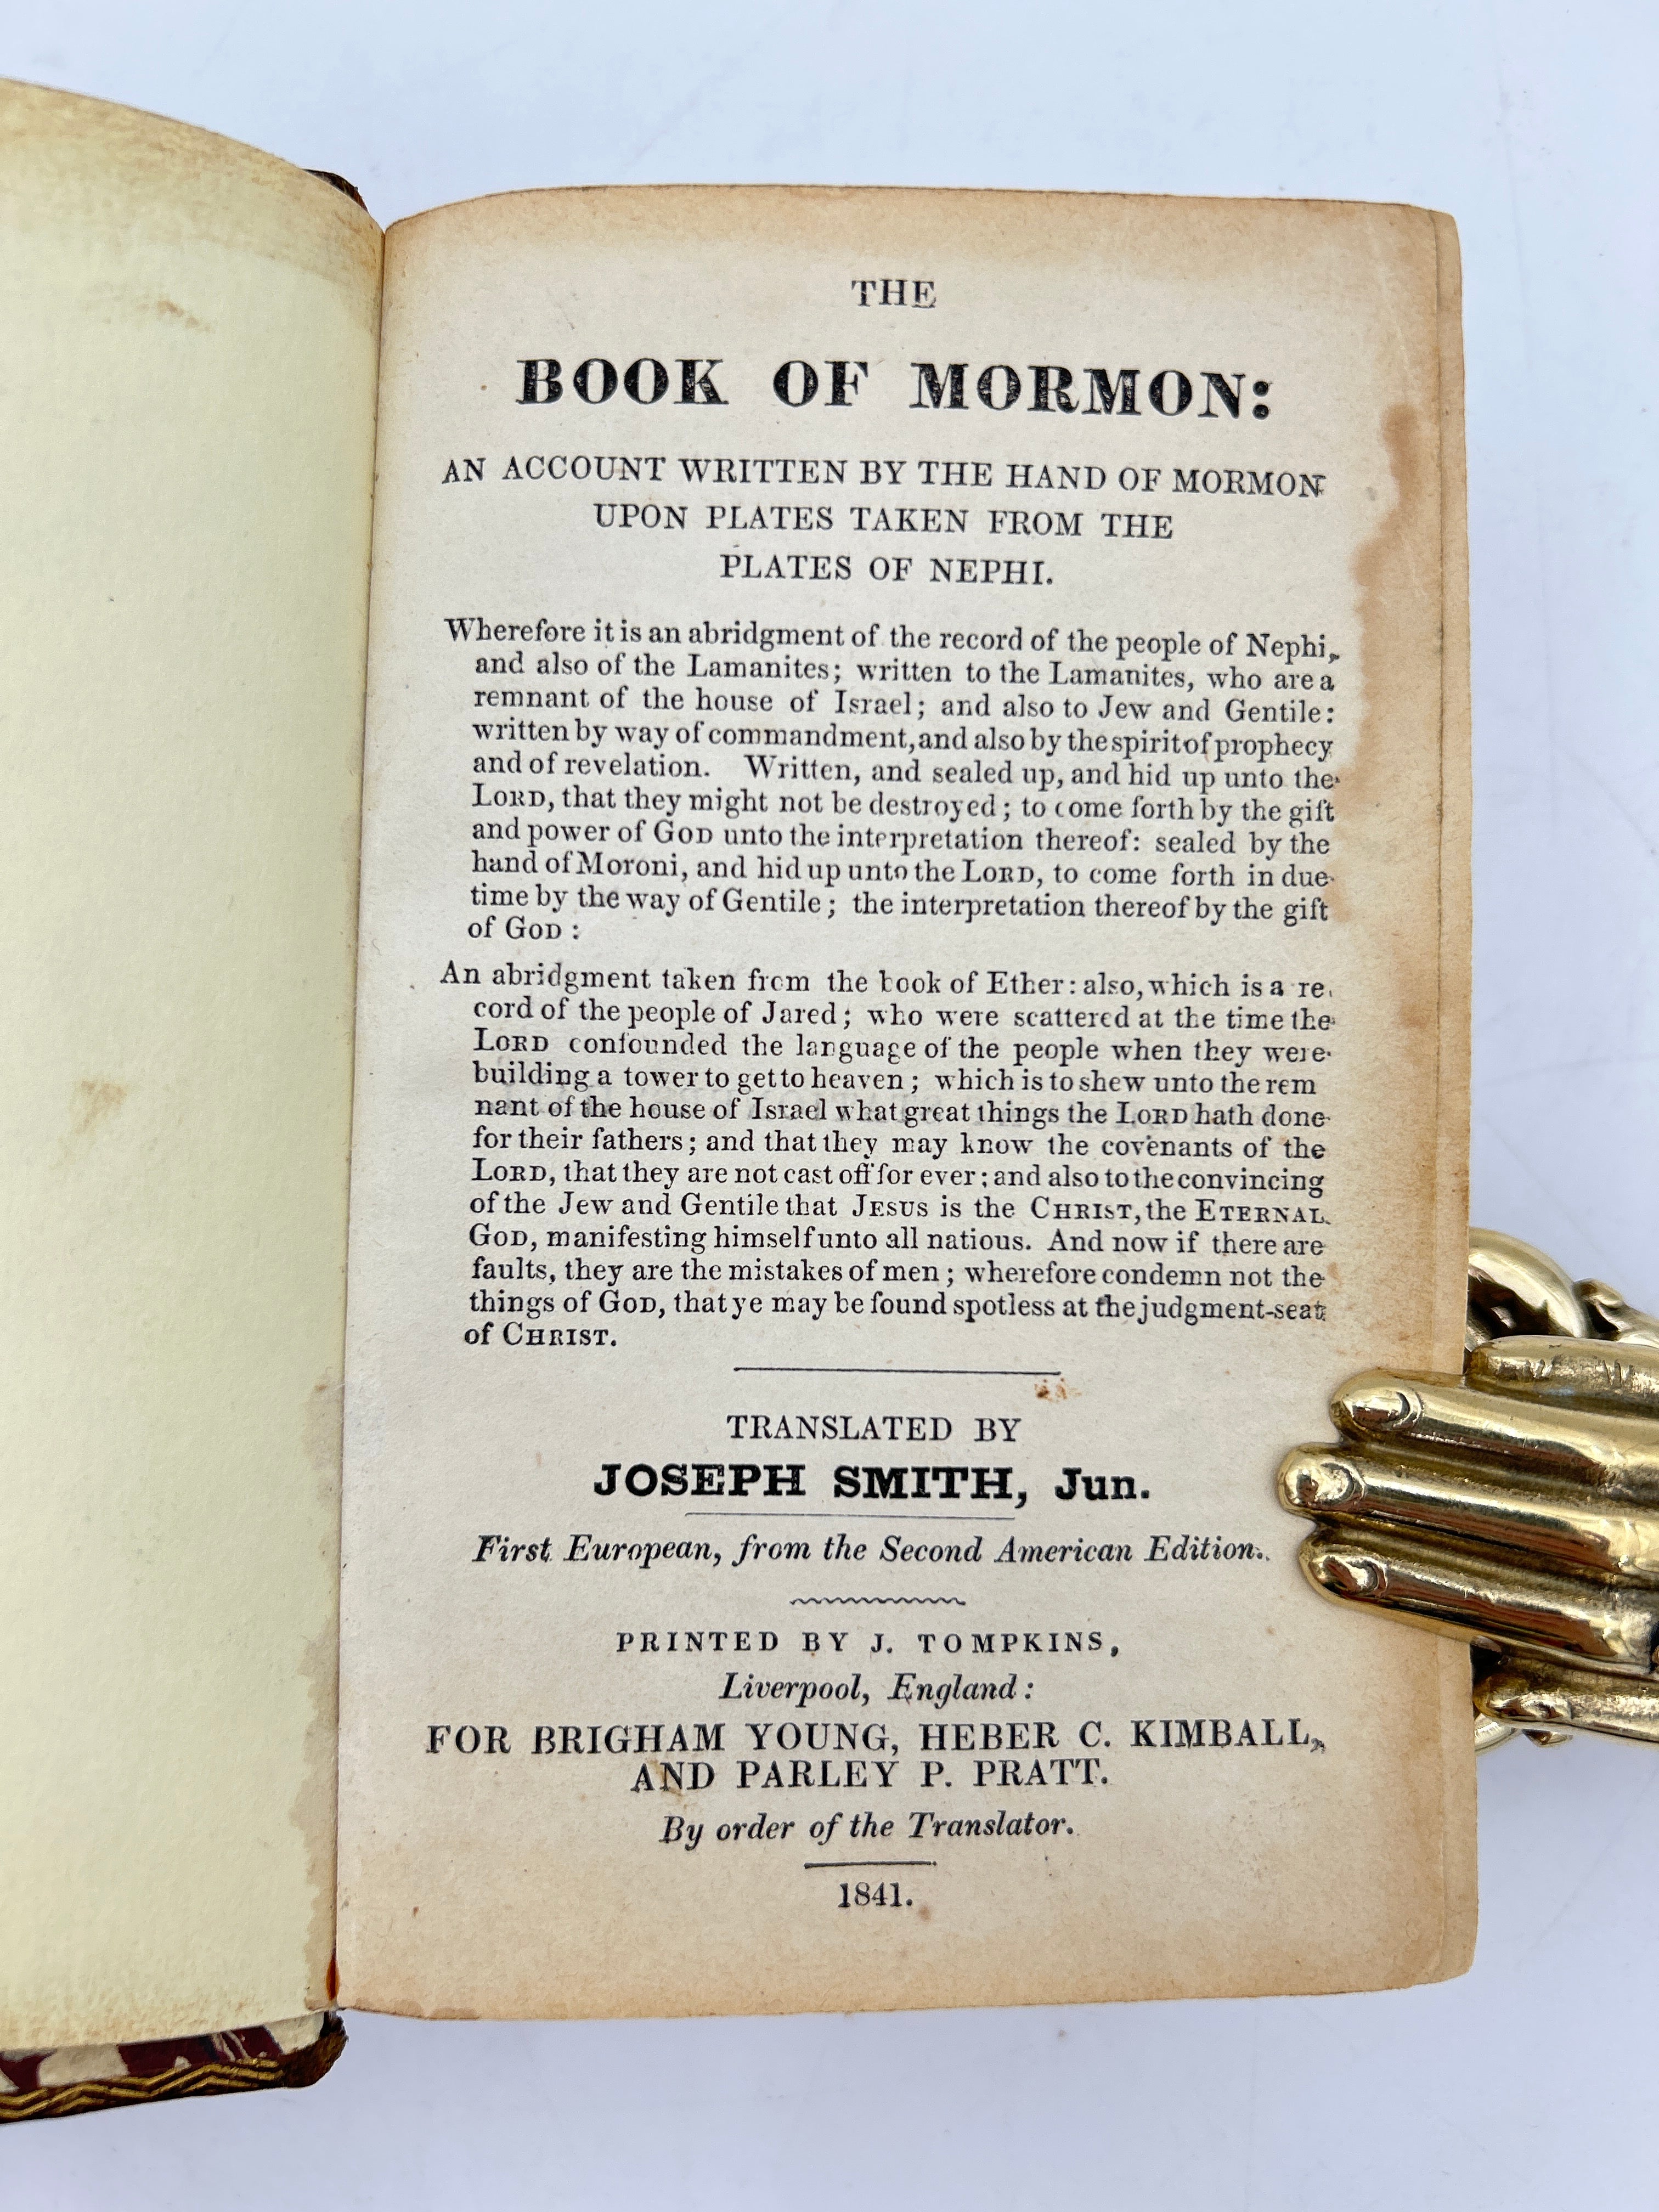 THE
BOOK OF MORMON:
AN ACCOUNT WRITTEN BY THE HAND OF MORMON
UPON PLATES TAKEN FROM THE
PLATES OF NEPHI.
Wherefore it is an abridgment of the record of the people of Nephi,
and also of the Lamanites; written to the Lamanites, who are a
remnant of the house of Israel; and also to Jew and Gentile:
written by way of commandment, and also by the spirit of prophecy
and of revelation. Written, and sealed up, and hid up unto the
LORD, that they might not be destroyed; to come forth by the gift
and power of GOD unto the interpretation thereof: sealed by the
hand of Moroni, and hid up unto the LORD, to come forth in due
time by the way of Gentile; the interpretation thereof by the gift
of GOD:
An abridgment taken from the book of Ether: also, which is a re
cord of the people of Jared; who were scattered at the time the
LORD confounded the language of the people when they were
building a tower to get to heaven; which is to shew unto the rem
nant of the house of Israel what great things the LORD hath done
for their fathers; and that they may know the covenants of the
LORD, that they are not cast off for ever; and also to the convincing
of the Jew and Gentile that JESUS is the CHRIST, the ETERNAL
GOD, manifesting himself unto all natious. And now if there are
faults, they are the mistakes of men; wherefore condemn not the
things of GOD, that ye may be found spotless at the judgment-seat
of CHRIST.
TRANSLATED BY
JOSEPH SMITH, Jun.
First European, from the Second American Edition.
PRINTED BY J. TOMPKINS,
Liverpool, England:
FOR BRIGHAM YOUNG, HEBER C. KIMBALL,
AND PARLEY P. PRATT.
By order of the Translator.
1841.